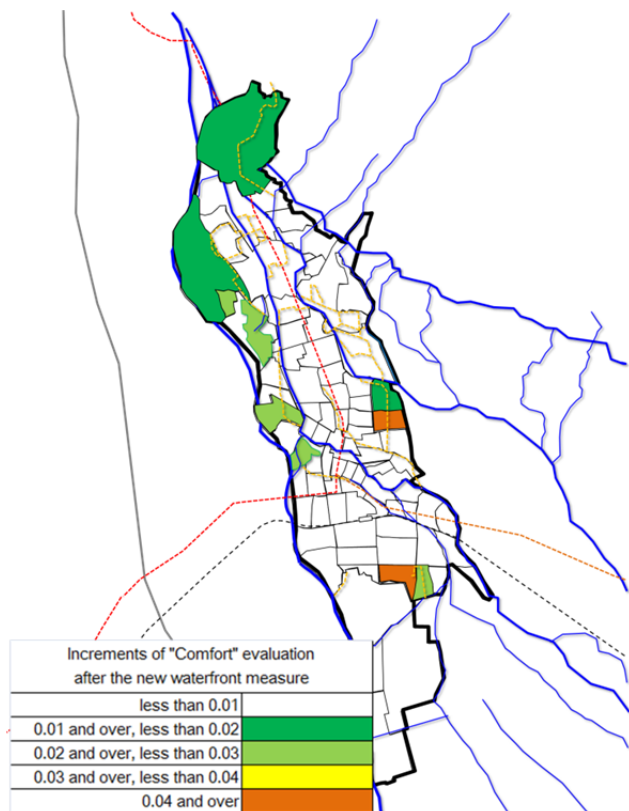 Increments of "Comfort" evaluation
after the new waterfront measure
less than 0.01
0.01 and over, less than 0.02
0.02 and over, less than 0.03
0.03 and over, less than 0.04
0.04 and over